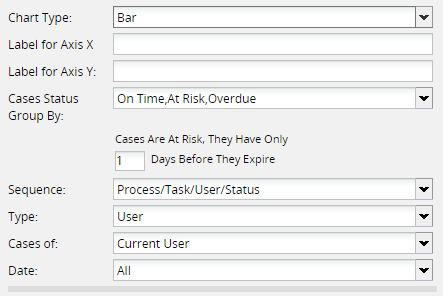 Chart Type: Bar
Label for Axis X
Label for Axis Y:
Cases Status Group By: On Time,At Risk,Overdue
Cases Are At Risk, They Have Only
1 Days Before They Expire
Sequence: Process/Task/User/Status
Type: User
Cases of: Current User
Date: All